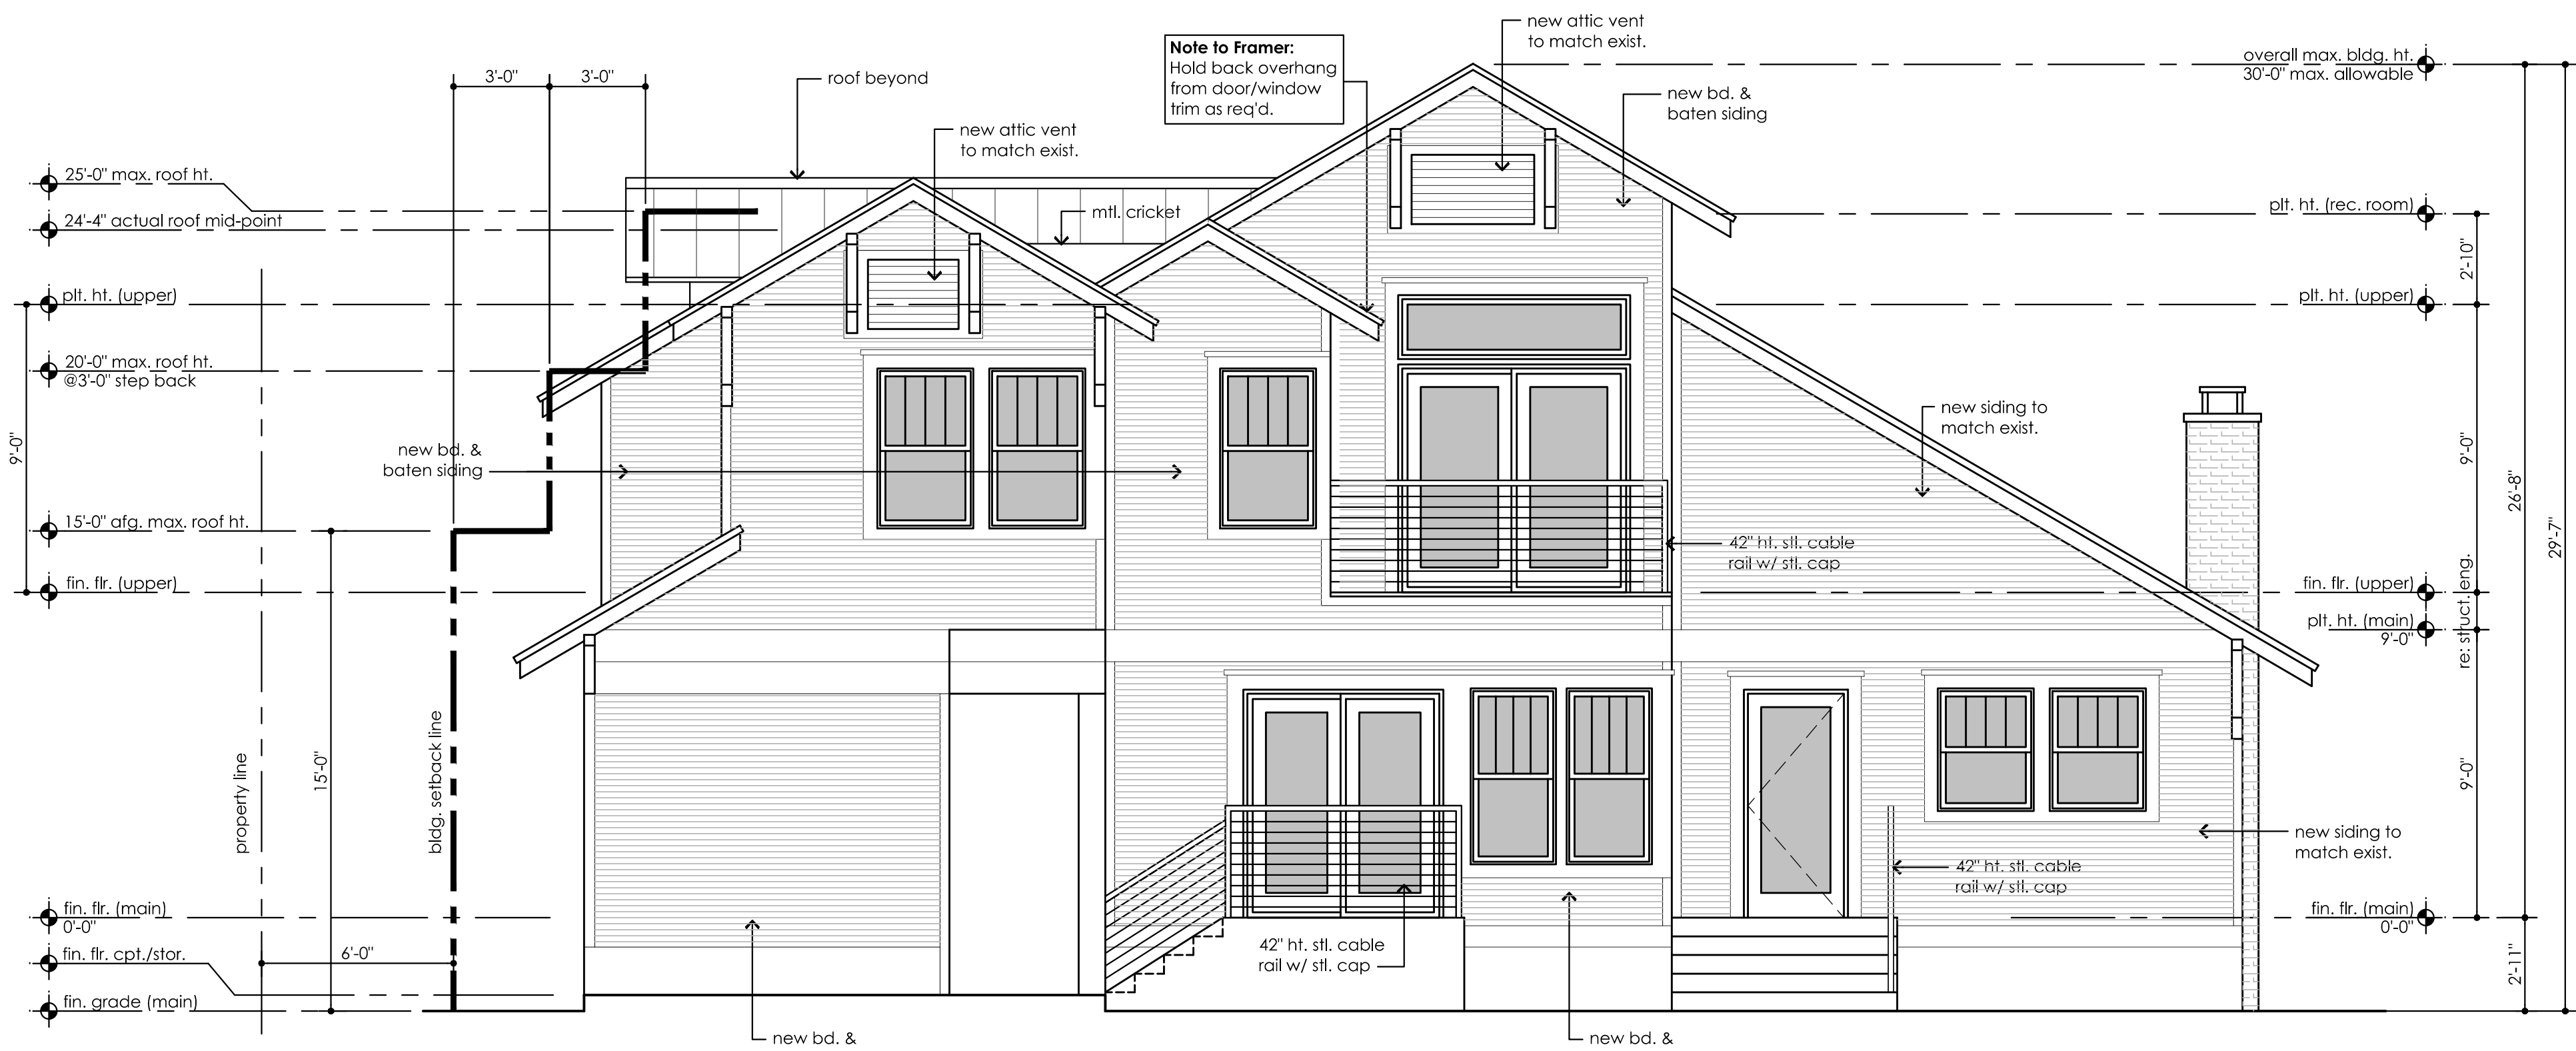 new attic vent
to match exist.
Note to Framer:
Hold back overhang
from door/window
trim as req'd.
overall max. bldg. ht.
30'-0" max. allowable
3'-0"
3'-0"
roof beyond
new bd. &
baten siding
new attic vent
to match exist.
25'-0" max. roof ht.
24'-4" actual roof mid-point
mtl. cricket
plt. ht. (rec. room)
2'-10"
plt. ht. (upper)
plt. ht. (upper)
20'-0" max. roof ht.
@3'-0" step back
9'-0"
new bd. &
baten siding
new siding to
match exist.
9'-0"
26'-8"
29'-7"
15'-0" afg. max. roof ht.
42" ht. stl. cable
rail w/ stl. cap
fin. flr. (upper)
fin. flr. (upper)
plt. ht. (main)
9'-0"
re: struct. eng.
property line
15'-0"
bldg. setback line
9'-0"
new siding to
match exist.
42" ht. stl. cable
rail w/ stl. cap
fin. flr. (main)
0'-0"
fin. flr. (main)
0'-0"
fin. flr. cpt./stor.
6'-0"
42" ht. stl. cable
rail w/ stl. cap
2'-11"
fin. grade (main)
new bd. &
new bd. &